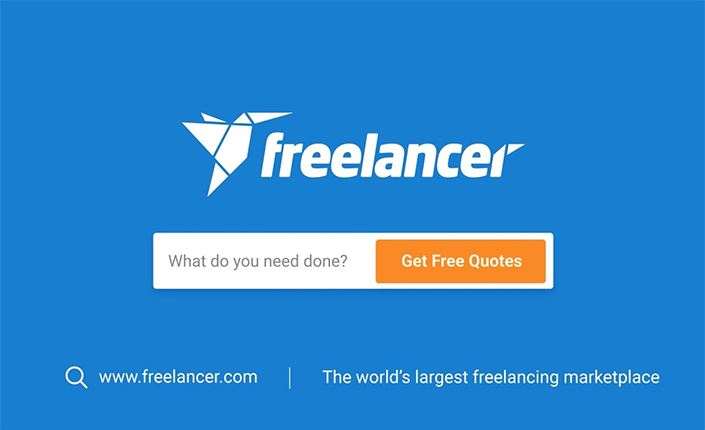 freelancer
What do you need done?
Get Free Quotes
www.freelancer.com
The world’s largest freelancing marketplace